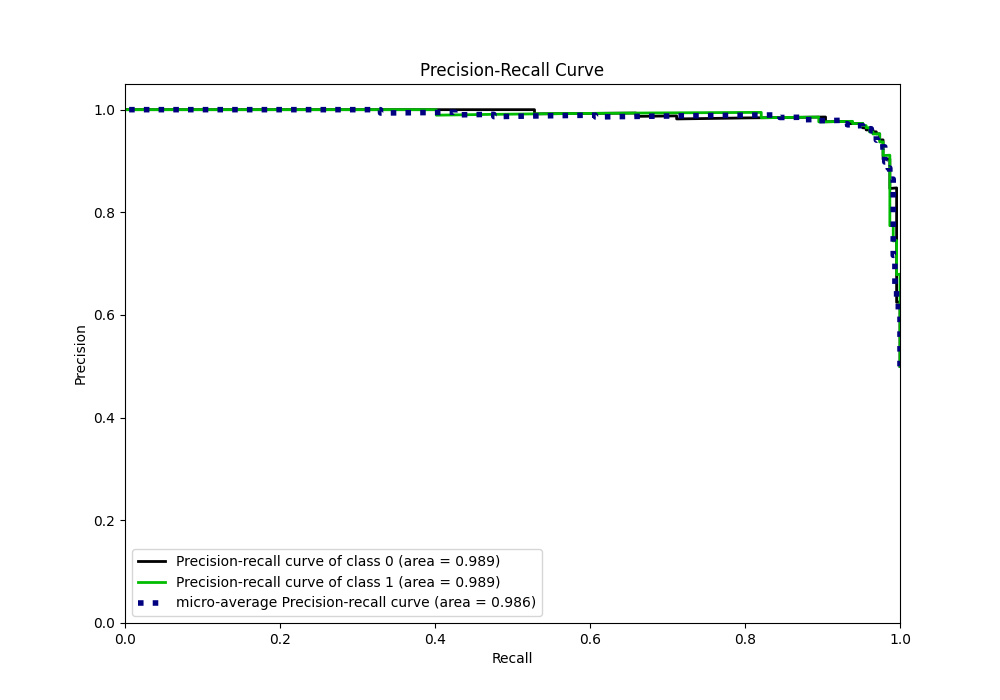 Precision-Recall Curve
1.0
0.8
0.6
0.4
0.2
0.0
Precision
Precision-recall curve of class 0 (area = 0.989)
Precision-recall curve of class 1 (area = 0.989)
micro-average Precision-recall curve (area = 0.986)
0.0 0.2 0.4 0.6 0.8 1.0
Recall